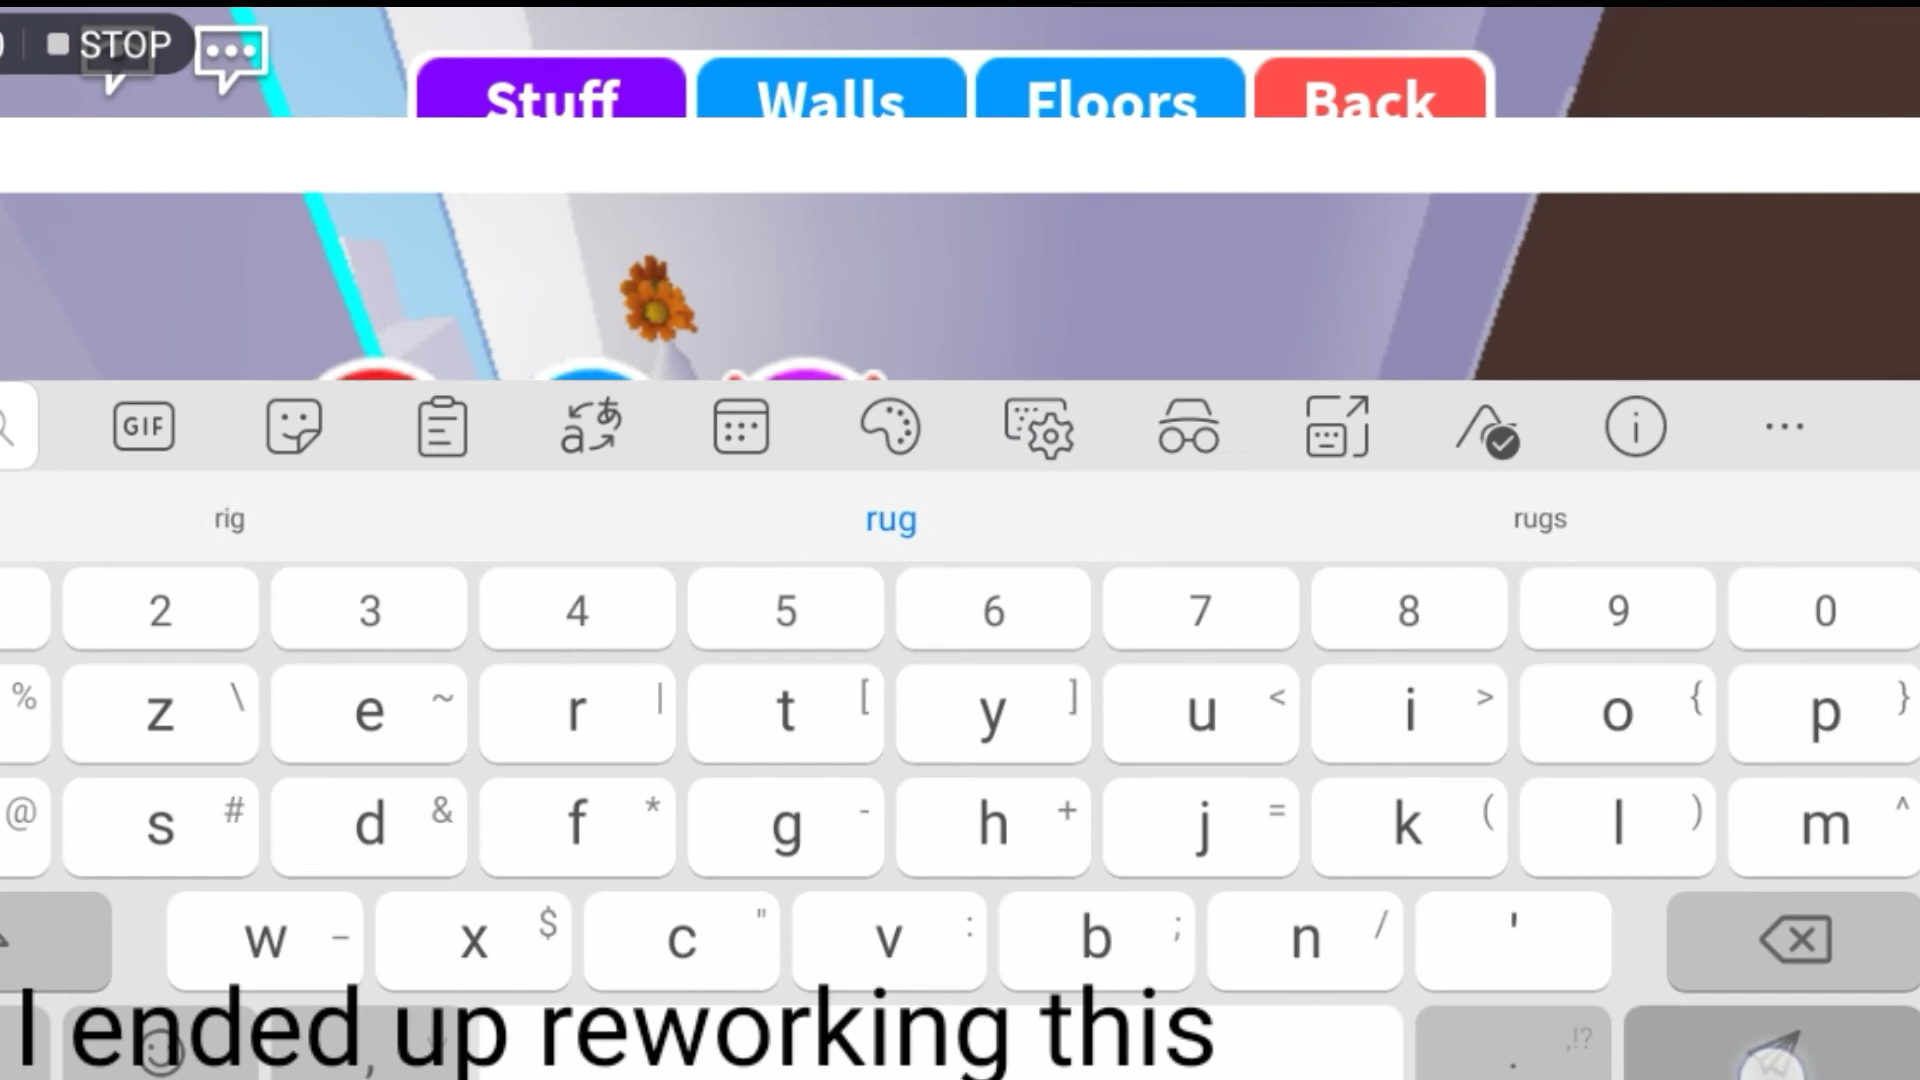 STOP
Stuff Walls Floors Back
GIF あ a
rig rug rugs
2 3 4 5 6 7 8 9 0
% z \ e ~ r | t [ y ] u < i > o { p }
@ s # d & f * g - h + j = k ( l ) m ^
w _ x $ c " v : b ; n / '
, . ,!?
I ended up reworking this